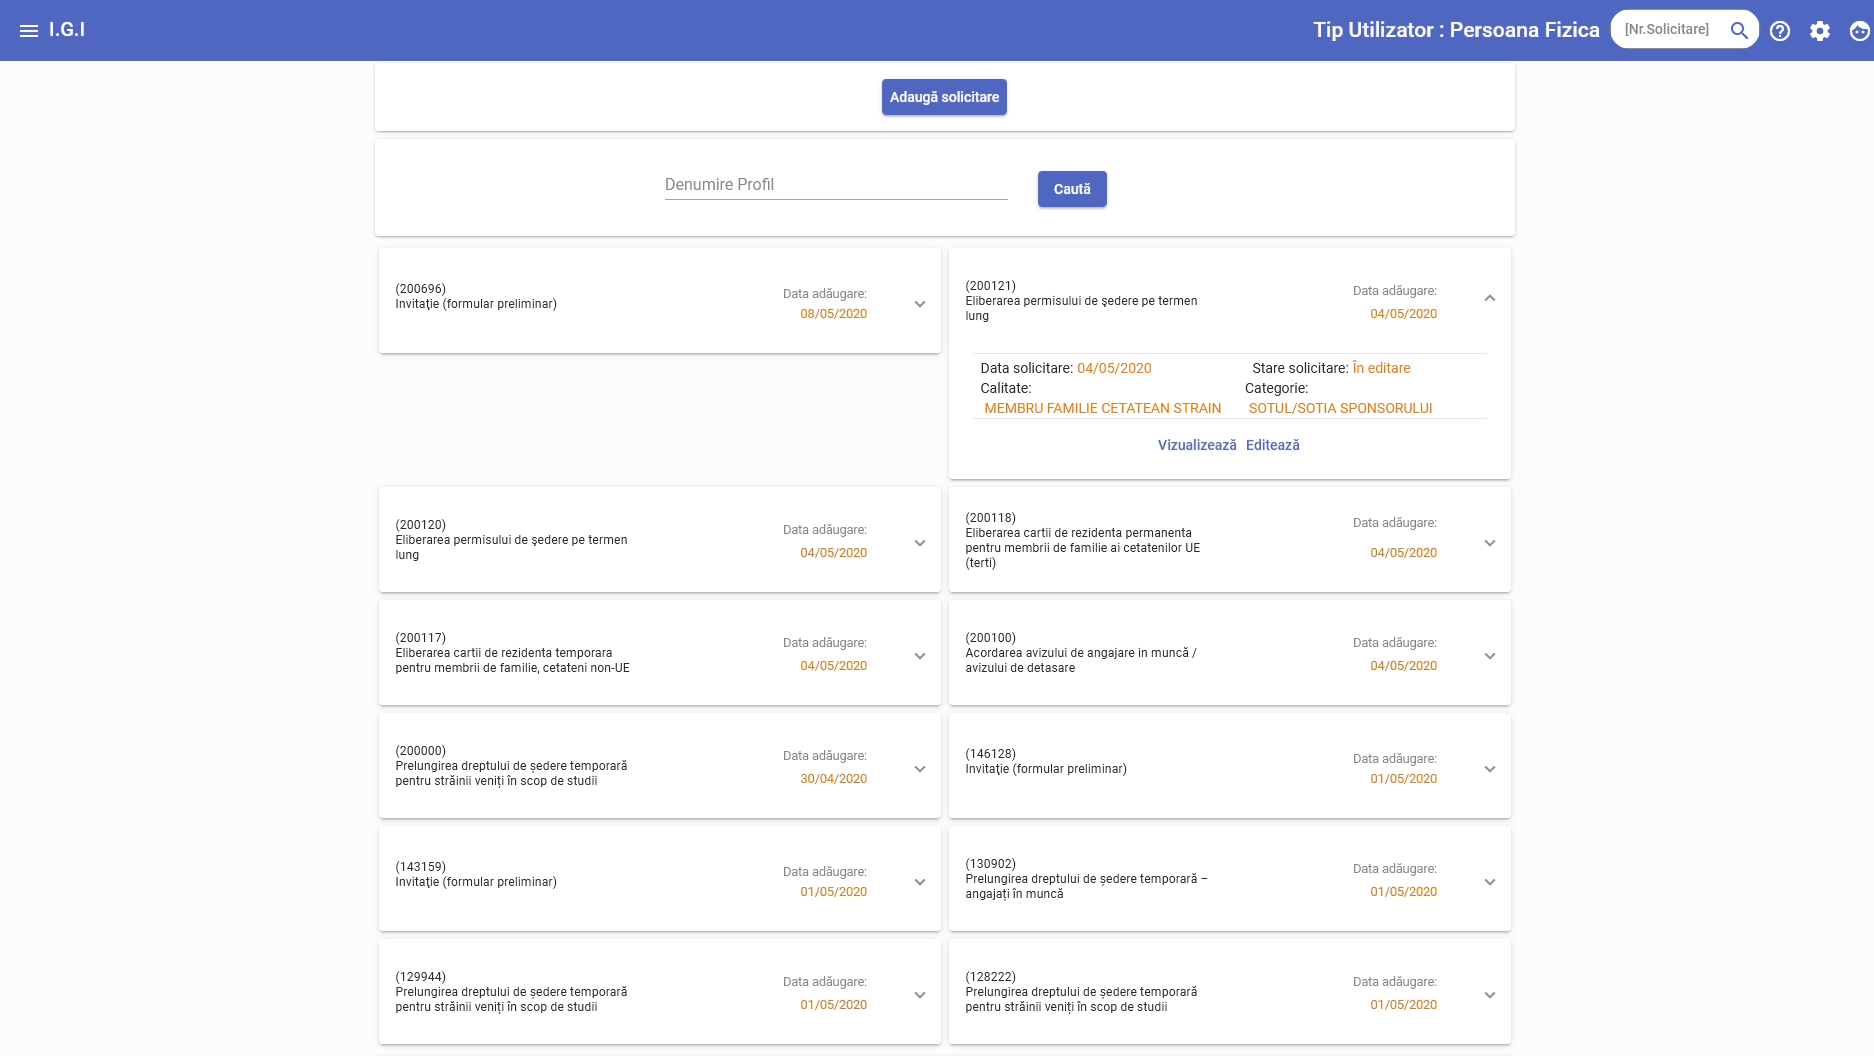 I.G.I
Tip Utilizator : Persoana Fizica
[Nr.Solicitare]
Adaugă solicitare
Denumire Profil
Caută
(200696)
Invitaţie (formular preliminar)
Data adăugare:
08/05/2020
(200121)
Eliberarea permisului de şedere pe termen
lung
Data adăugare:
04/05/2020
Data solicitare: 04/05/2020
Stare solicitare: În editare
Calitate:
MEMBRU FAMILIE CETATEAN STRAIN
Categorie:
SOTUL/SOTIA SPONSORULUI
Vizualizează Editează
(200120)
Eliberarea permisului de şedere pe termen
lung
Data adăugare:
04/05/2020
(200118)
Eliberarea cartii de rezidenta permanenta
pentru membrii de familie ai cetatenilor UE
(terti)
Data adăugare:
04/05/2020
(200117)
Eliberarea cartii de rezidenta temporara
pentru membrii de familie, cetateni non-UE
Data adăugare:
04/05/2020
(200100)
Acordarea avizului de angajare in muncă /
avizului de detasare
Data adăugare:
04/05/2020
(200000)
Prelungirea dreptului de ședere temporară
pentru străinii veniți în scop de studii
Data adăugare:
30/04/2020
(146128)
Invitaţie (formular preliminar)
Data adăugare:
01/05/2020
(143159)
Invitaţie (formular preliminar)
Data adăugare:
01/05/2020
(130902)
Prelungirea dreptului de ședere temporară –
angajați în muncă
Data adăugare:
01/05/2020
(129944)
Prelungirea dreptului de ședere temporară
pentru străinii veniți în scop de studii
Data adăugare:
01/05/2020
(128222)
Prelungirea dreptului de ședere temporară
pentru străinii veniți în scop de studii
Data adăugare:
01/05/2020